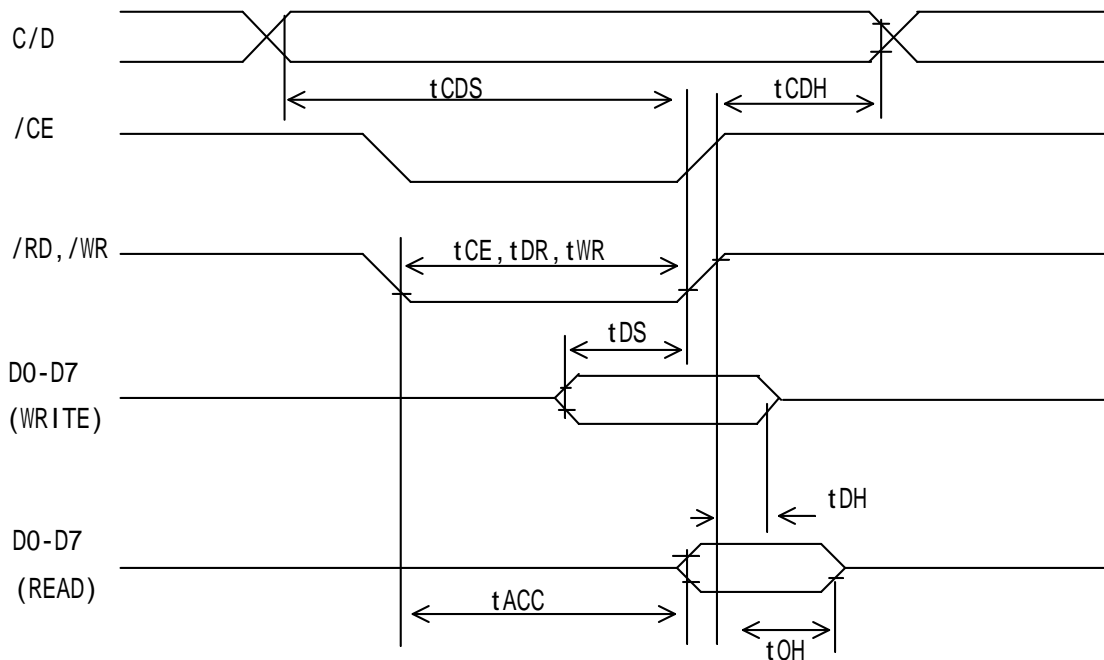 C/D
tCDS
tCDH
/CE
/RD,/WR
tCE,tDR,tWR
tDS
D0-D7
(WRITE)
tDH
D0-D7
(READ)
tACC
tOH